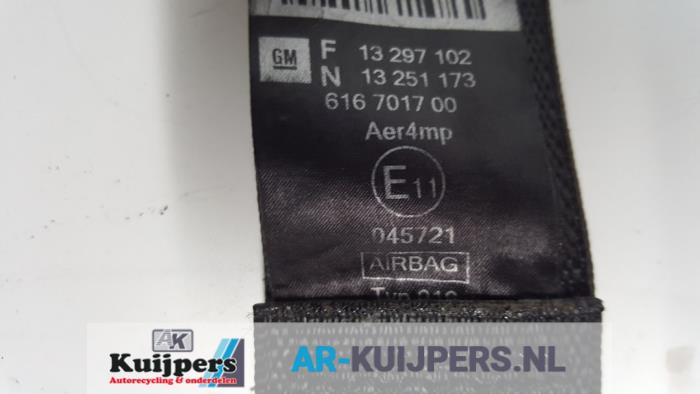 GM F 13 297 102
N 13 251 173
616 7017 00
Aer4mp
E11
045721
AIRBAG
AK
Kuijpers
Autorecycling & onderdelen
AR-KUIJPERS.NL